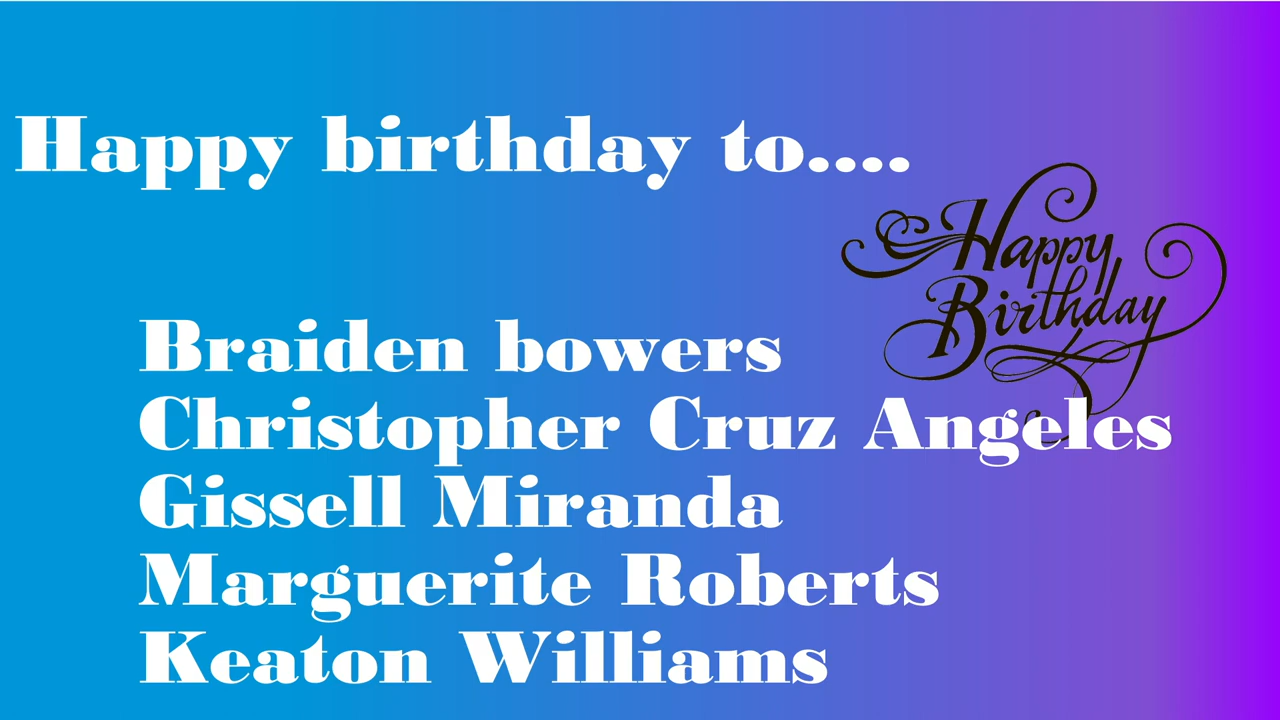 Happy birthday to....
Happy
Birthday
Braiden bowers
Christopher Cruz Angeles
Gissell Miranda
Marguerite Roberts
Keaton Williams